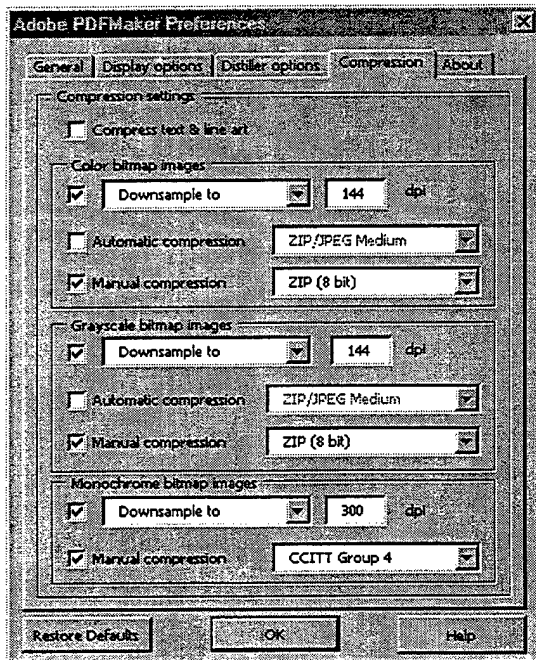 Adobe PDFMaker Preferences
General Display options Distiller options Compression About
Compression settings
Compress text & line art
Color bitmap images
Downsample to 144 dpi
Automatic compression ZIP/JPEG Medium
Manual compression ZIP (8 bit)
Grayscale bitmap images
Downsample to 144 dpi
Automatic compression ZIP/JPEG Medium
Manual compression ZIP (8 bit)
Monochrome bitmap images
Downsample to 300 dpi
Manual compression CCITT Group 4
Restore Defaults OK Help